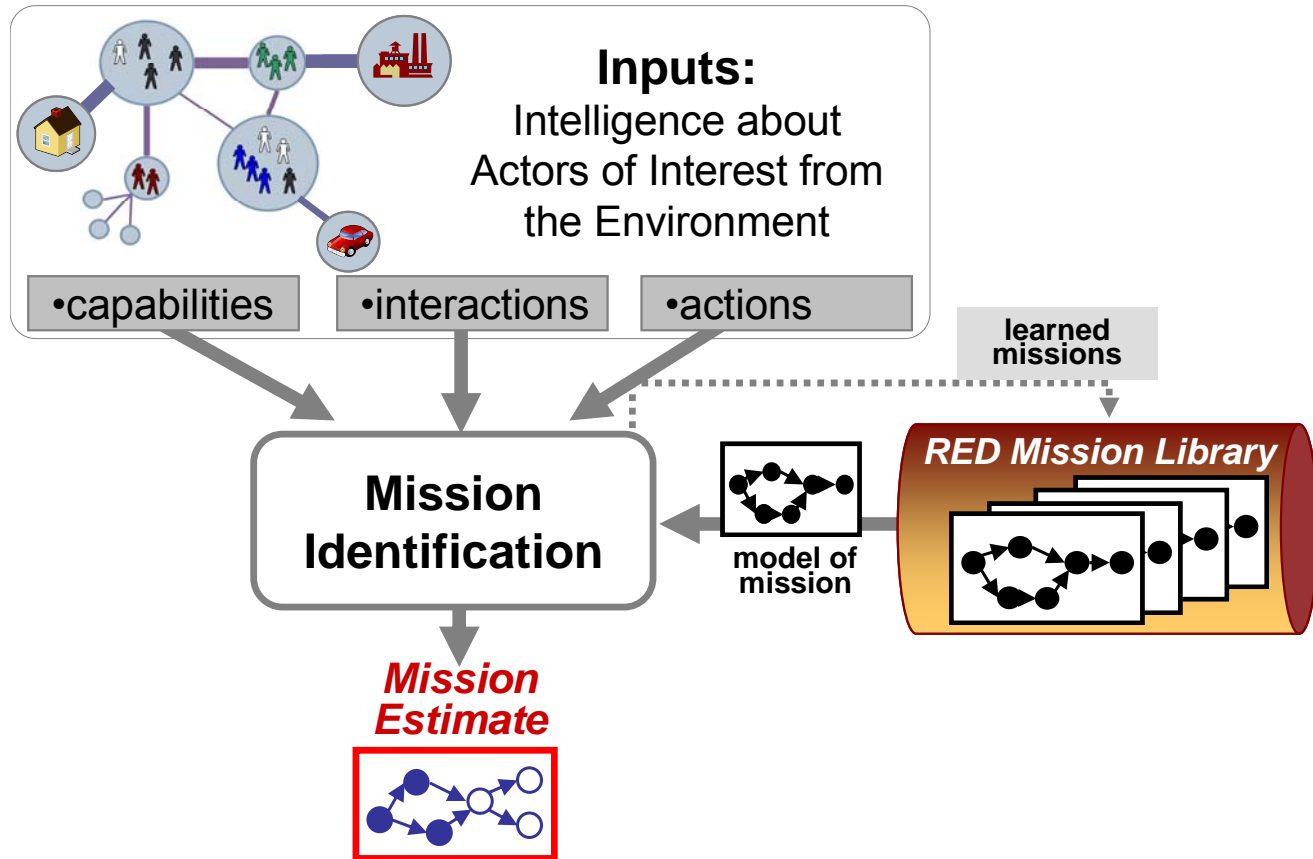 Inputs:
Intelligence about
Actors of Interest from
the Environment
•capabilities
•interactions
•actions
learned
missions
RED Mission Library
Mission
Identification
model of
mission
Mission
Estimate